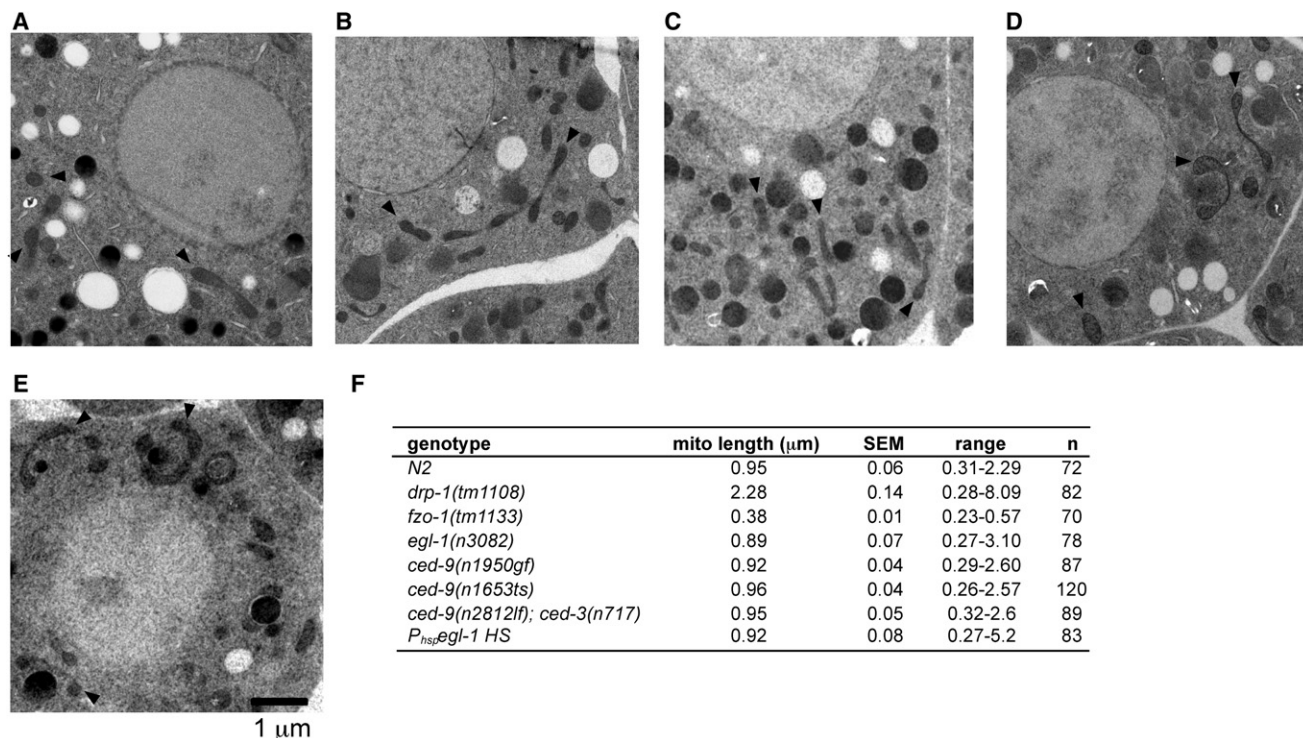 A
B
C
D
E
F
genotype mito length (μm) SEM range n
N2 0.95 0.06 0.31-2.29 72
drp-1(tm1108) 2.28 0.14 0.28-8.09 82
fzo-1(tm1133) 0.38 0.01 0.23-0.57 70
egl-1(n3082) 0.89 0.07 0.27-3.10 78
ced-9(n1950gf) 0.92 0.04 0.29-2.60 87
ced-9(n1653ts) 0.96 0.04 0.26-2.57 120
ced-9(n2812lf); ced-3(n717) 0.95 0.05 0.32-2.6 89
Phspegl-1 HS 0.92 0.08 0.27-5.2 83
1 μm